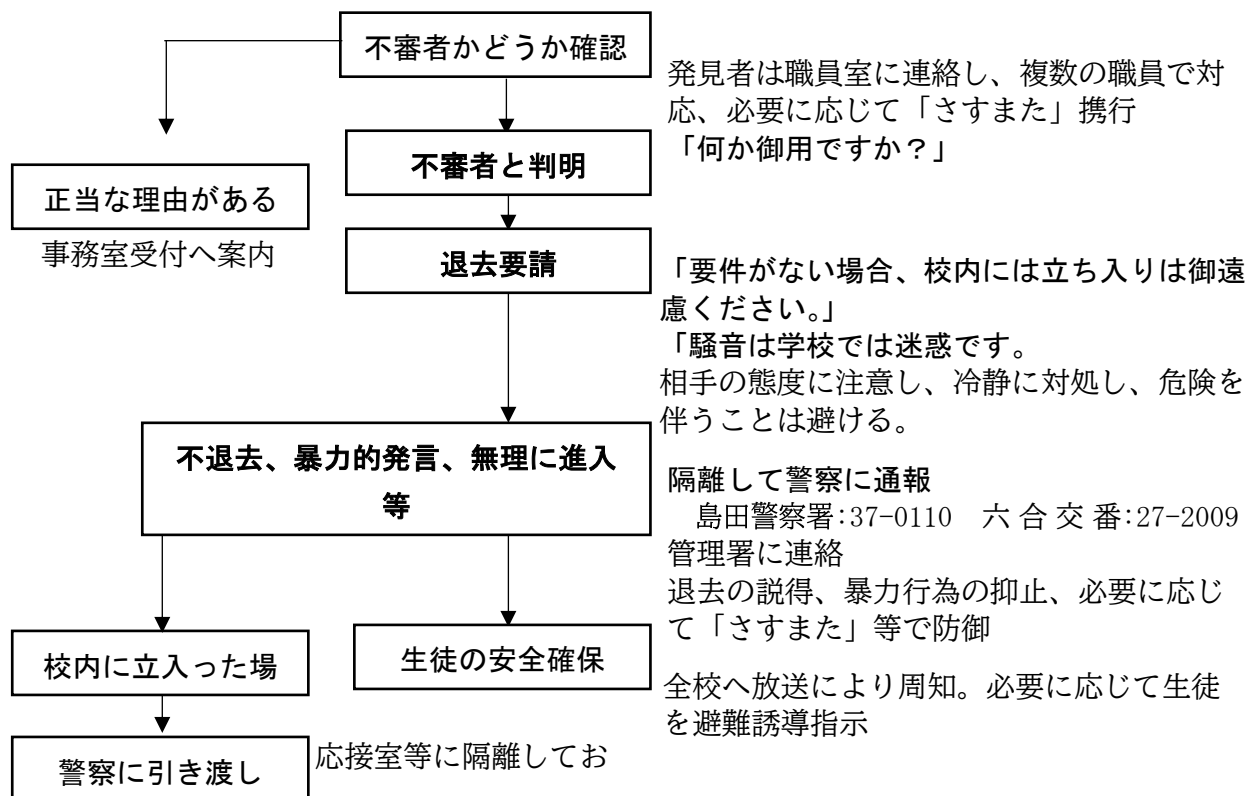 不審者かどうか確認
発見者は職員室に連絡し、複数の職員で対
応、必要に応じて「さすまた」携行
「何か御用ですか？」
不審者と判明
正当な理由がある
事務室受付へ案内
退去要請
「要件がない場合、校内には立ち入りは御遠
慮ください。」
「騒音は学校では迷惑です。
相手の態度に注意し、冷静に対処し、危険を
伴うことは避ける。
不退去、暴力的発言、無理に進入
等
隔離して警察に通報
島田警察署:37-0110　六 合 交 番:27-2009
管理署に連絡
退去の説得、暴力行為の抑止、必要に応じ
て「さすまた」等で防御
校内に立入った場
生徒の安全確保
全校へ放送により周知。必要に応じて生徒
を避難誘導指示
警察に引き渡し
応接室等に隔離してお